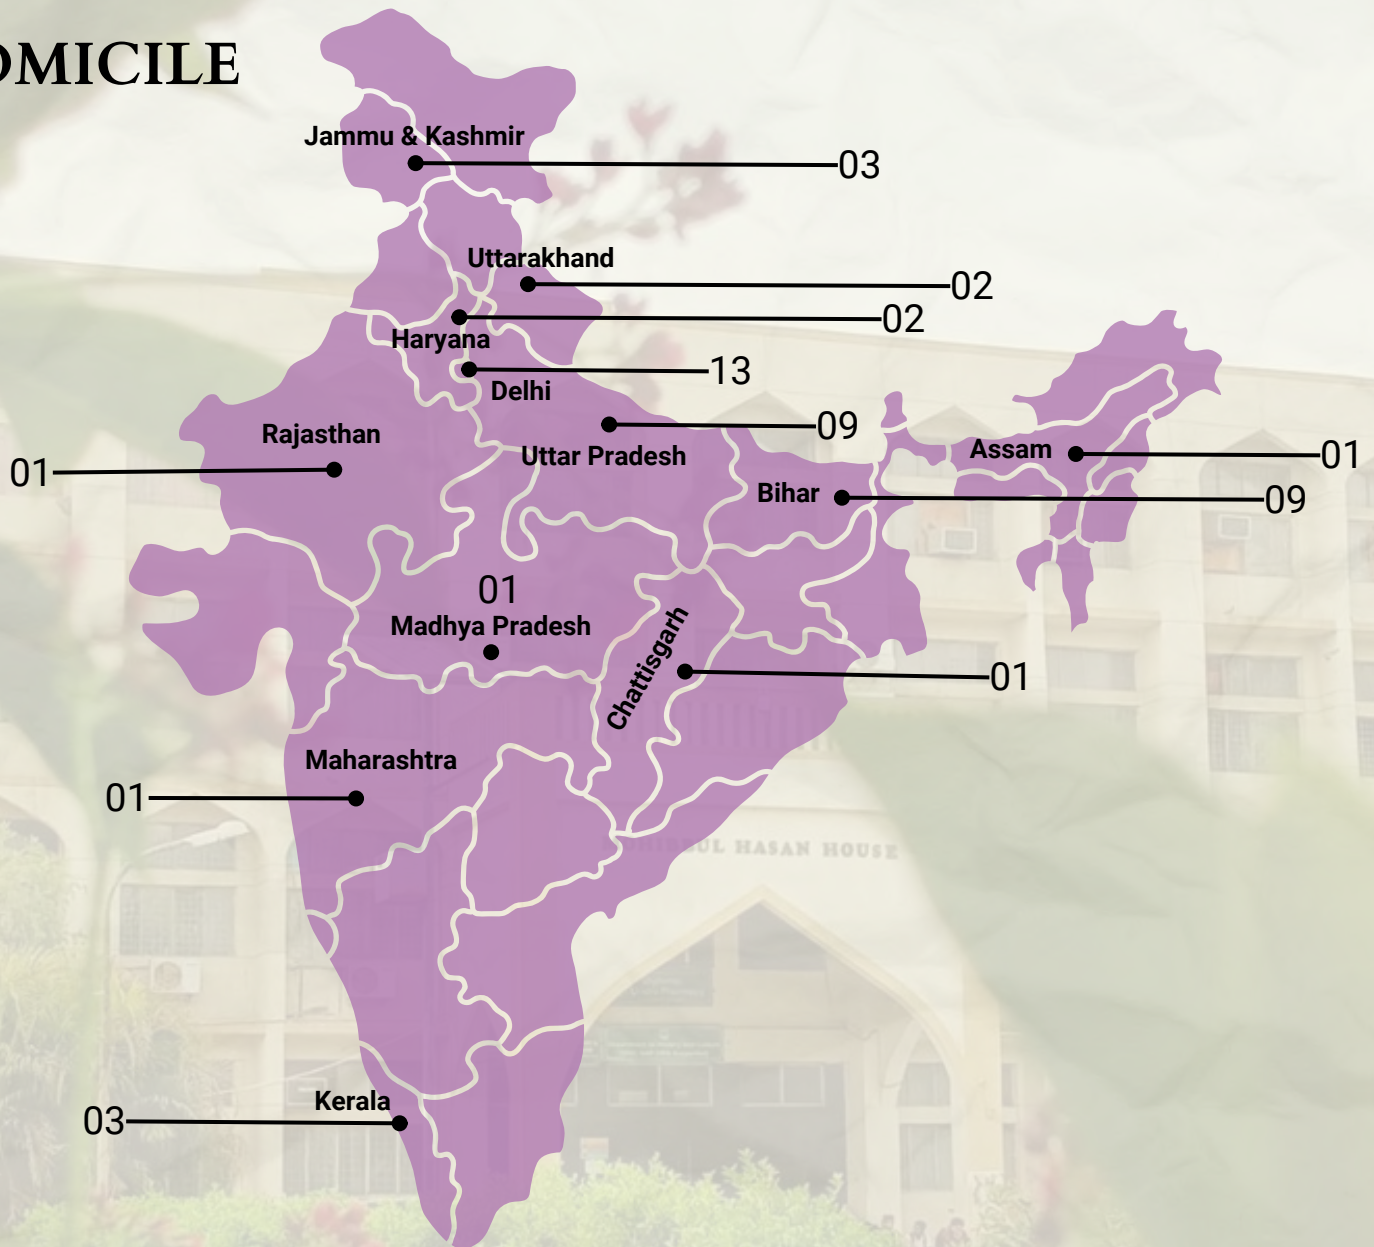 OMICILE
Jammu & Kashmir
03
Uttarakhand
02
02
Haryana
13
Delhi
09
Rajasthan
Uttar Pradesh
Assam
01
01
Bihar
09
01
Madhya Pradesh
Chattisgarh
01
Maharashtra
01
HASAN HOUSE
Kerala
03